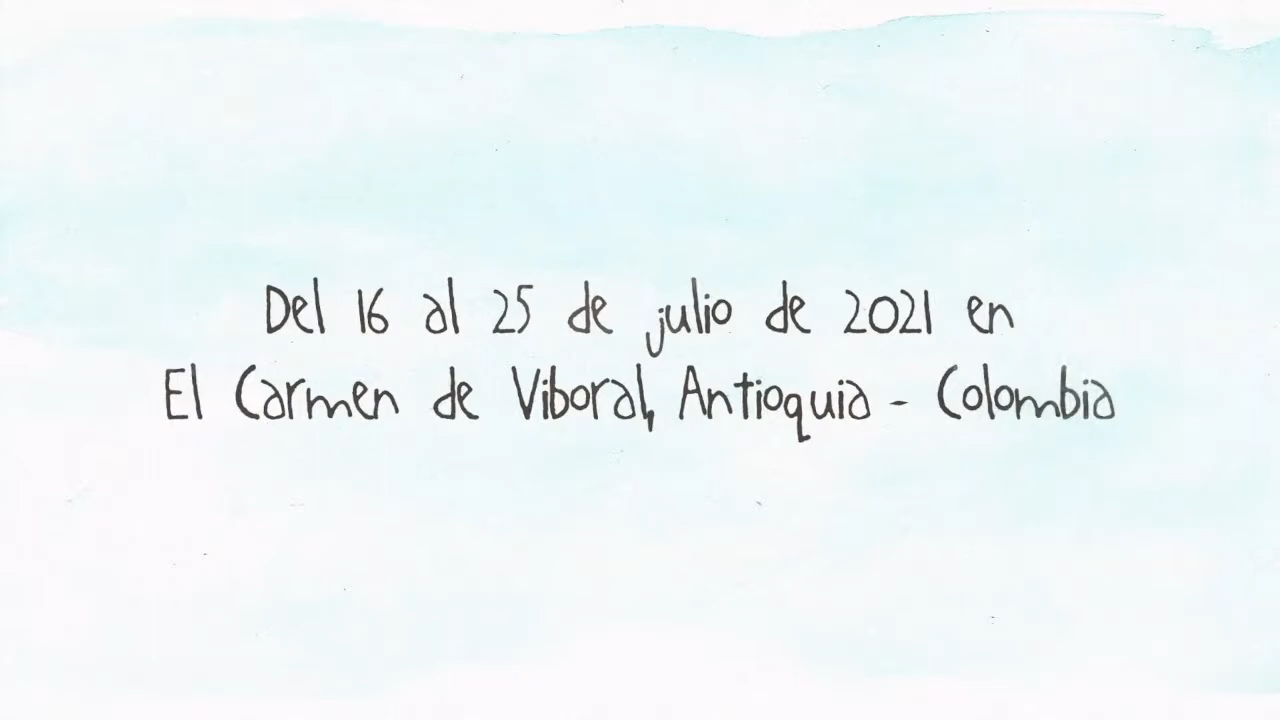 Del 16 al 25 de julio de 2021 en
El Carmen de Viboral, Antioquia - Colombia